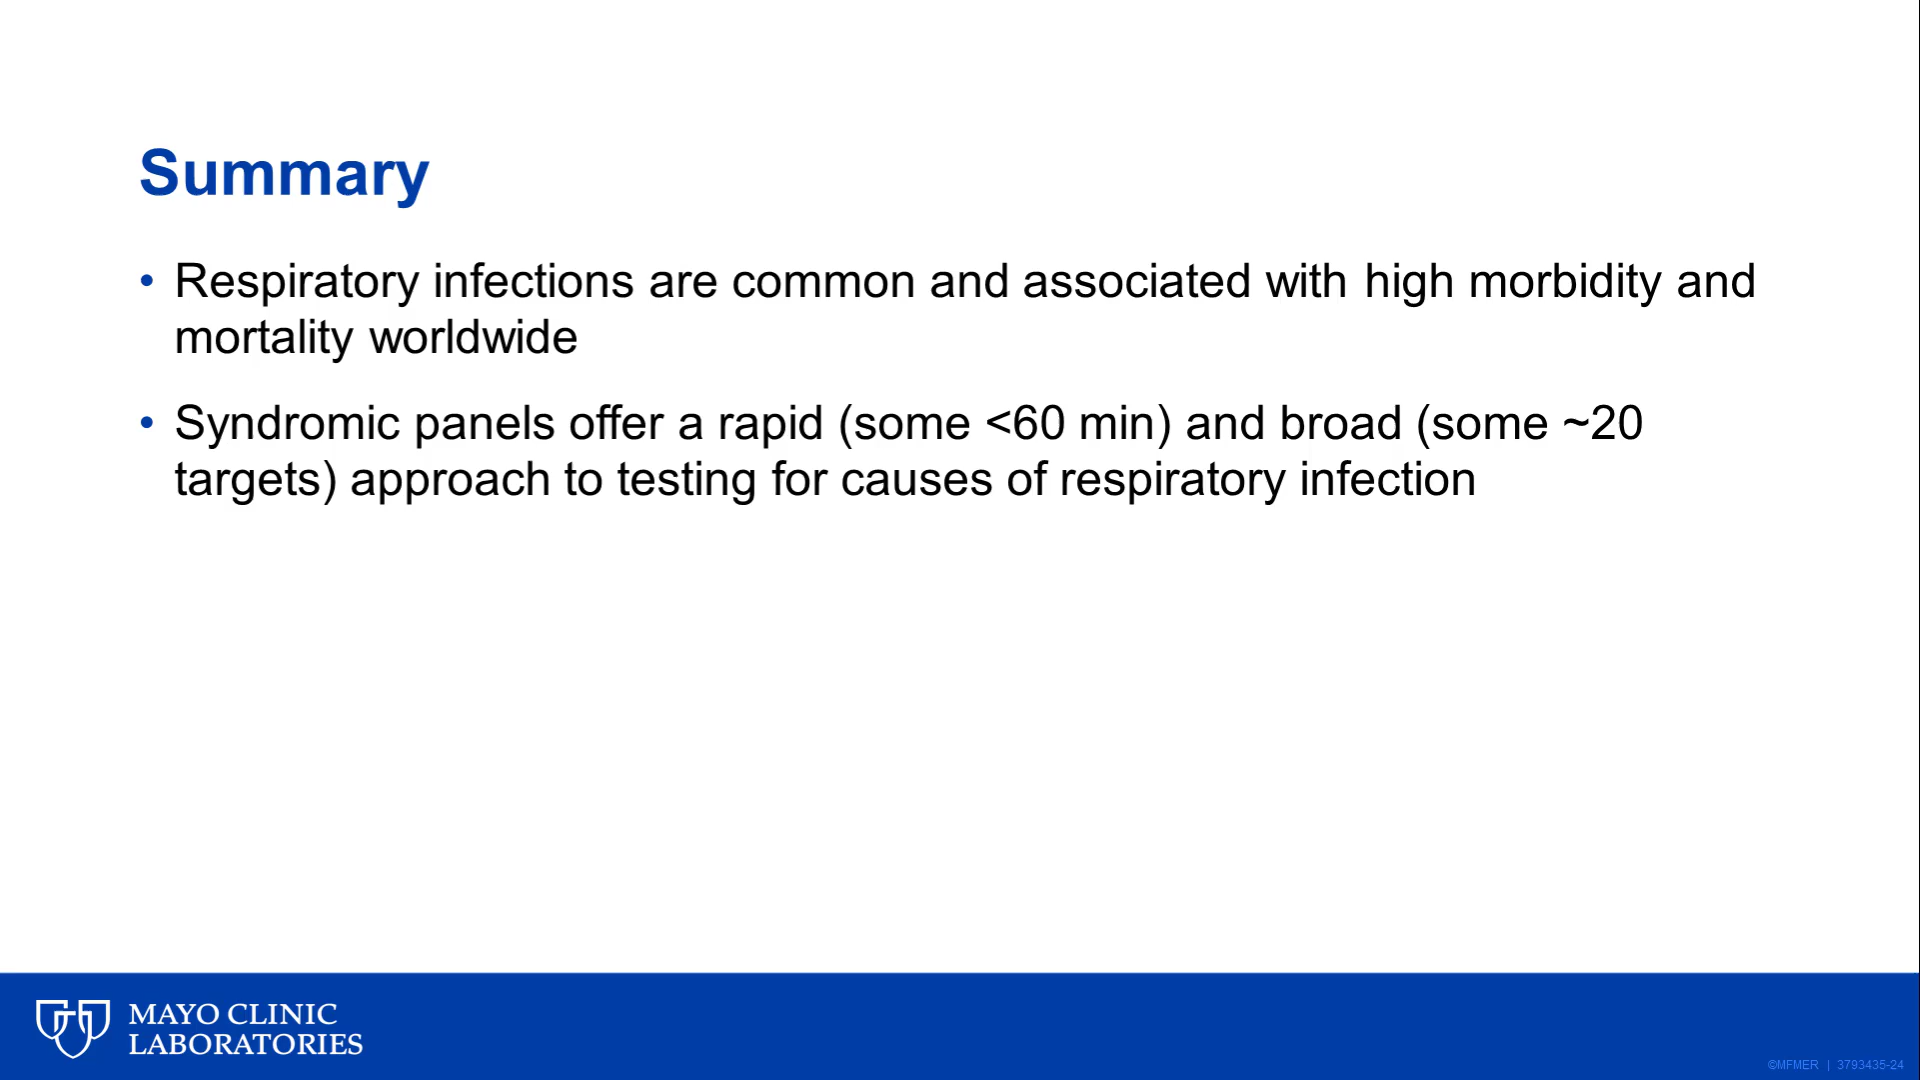 Summary
• Respiratory infections are common and associated with high morbidity and
mortality worldwide
• Syndromic panels offer a rapid (some <60 min) and broad (some ~20
targets) approach to testing for causes of respiratory infection
MAYO CLINIC
LABORATORIES
©MFMER | 3793435-24